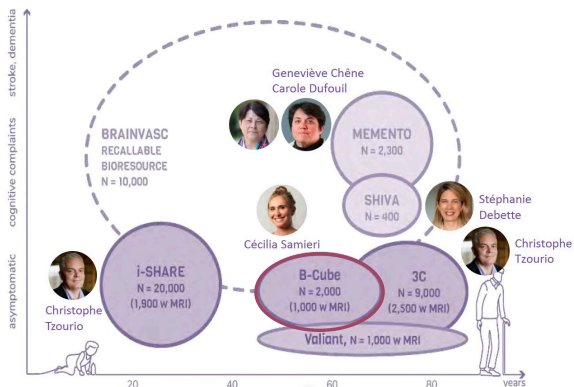 stroke, dementia
cognitive complaints
asymptomatic
Geneviève Chêne
Carole Dufouil
BRAINVASC
RECALLABLE
BIORESOURCE
N = 10,000
MEMENTO
N = 2,300
SHIVA
N = 400
Stéphanie
Debette
Cécilia Samieri
Christophe
Tzourio
i-SHARE
N = 20,000
(1,900 w MRI)
B-Cube
N = 2,000
(1,000 w MRI)
3C
N = 9,000
(2,500 w MRI)
Christophe
Tzourio
Valiant, N = 1,000 w MRI
20
40
60
80
years